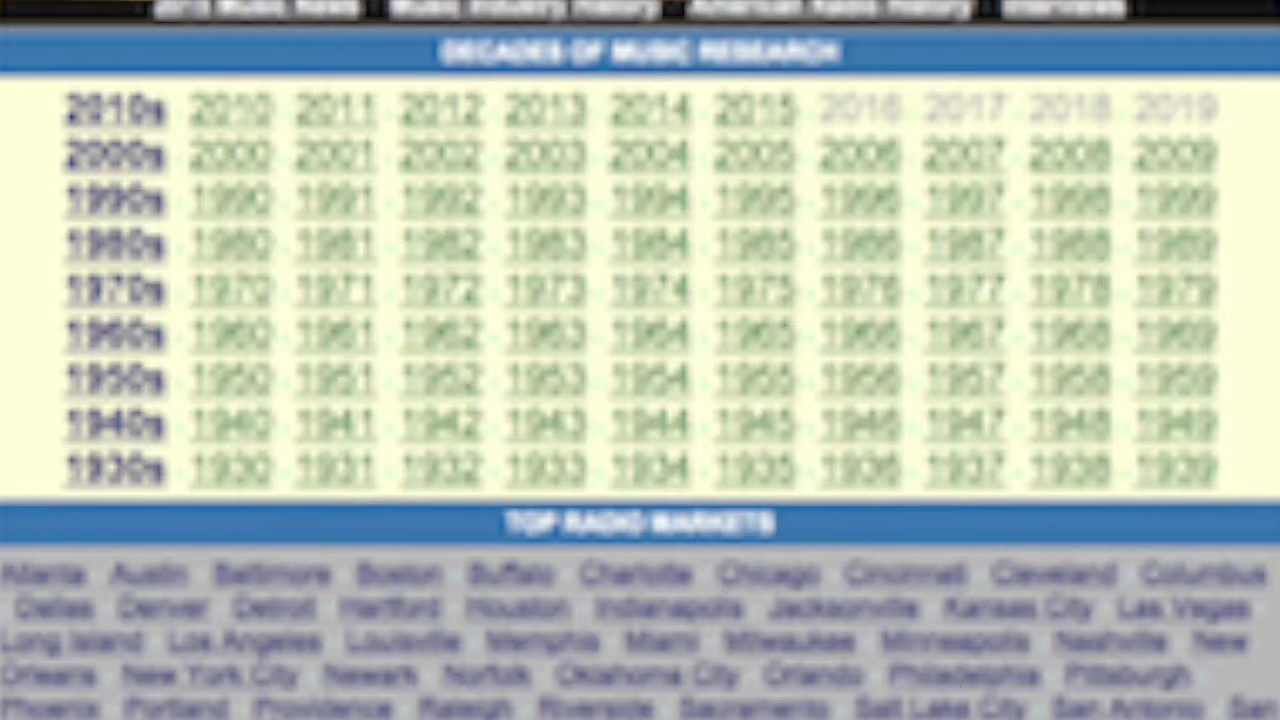 DECADES OF MUSIC RESEARCH
2010s 2010 2011 2012 2013 2014 2015 2016 2017 2018 2019
2000s 2000 2001 2002 2003 2004 2005 2006 2007 2008 2009
1990s 1990 1991 1992 1993 1994 1995 1996 1997 1998 1999
1980s 1980 1981 1982 1983 1984 1985 1986 1987 1988 1989
1970s 1970 1971 1972 1973 1974 1975 1976 1977 1978 1979
1960s 1960 1961 1962 1963 1964 1965 1966 1967 1968 1969
1950s 1950 1951 1952 1953 1954 1955 1956 1957 1958 1959
1940s 1940 1941 1942 1943 1944 1945 1946 1947 1948 1949
1930s 1930 1931 1932 1933 1934 1935 1936 1937 1938 1939
TOP RADIO MARKETS
Atlanta Austin Baltimore Boston Buffalo Charlotte Chicago Cincinnati Cleveland Columbus
Dallas Denver Detroit Hartford Houston Indianapolis Jacksonville Kansas City Las Vegas
Long Island Los Angeles Louisville Memphis Miami Milwaukee Minneapolis Nashville New
Orleans New York City Newark Norfolk Oklahoma City Orlando Philadelphia Pittsburgh
Phoenix Portland Providence Raleigh Riverside Sacramento Salt Lake City San Antonio San